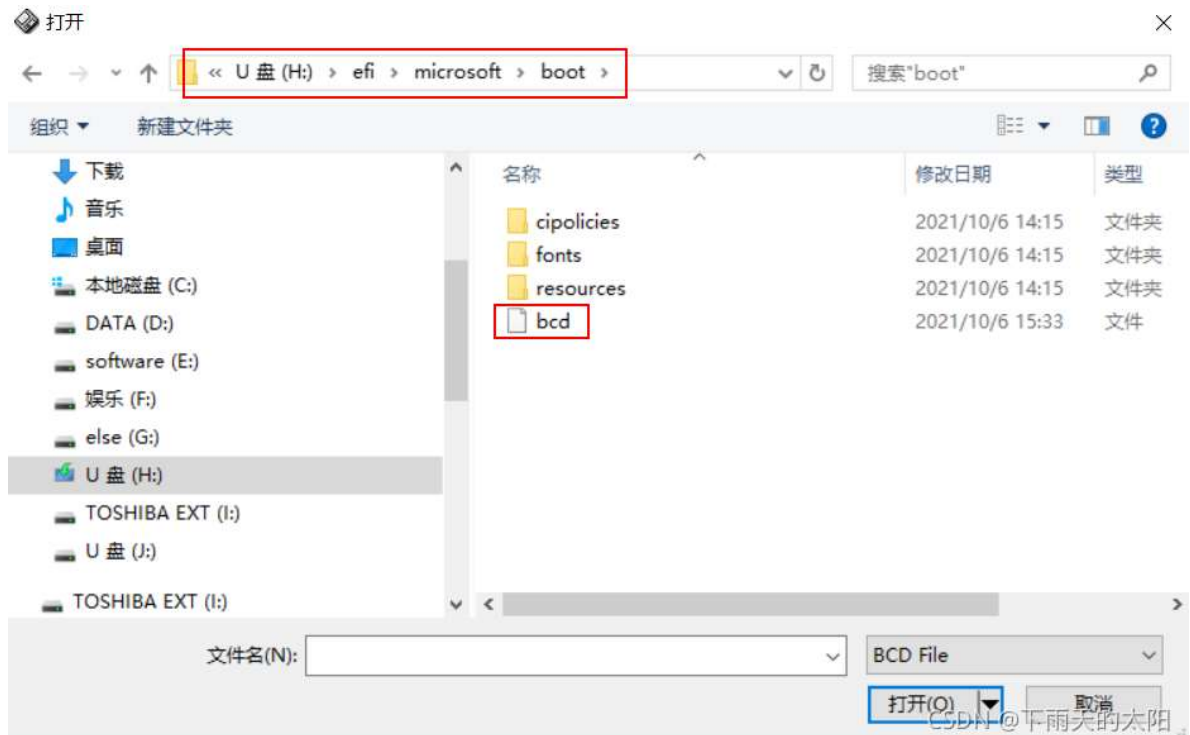 打开
« U 盘 (H:) › efi › microsoft › boot ›
搜索"boot"
组织
新建文件夹
下载
音乐
桌面
本地磁盘 (C:)
DATA (D:)
software (E:)
娱乐 (F:)
else (G:)
U 盘 (H:)
TOSHIBA EXT (I:)
U 盘 (J:)
TOSHIBA EXT (I:)
名称 修改日期 类型
cipolicies 2021/10/6 14:15 文件夹
fonts 2021/10/6 14:15 文件夹
resources 2021/10/6 14:15 文件夹
bcd 2021/10/6 15:33 文件
文件名(N):
BCD File
打开(O) 取消
CSDN @下雨天的太阳